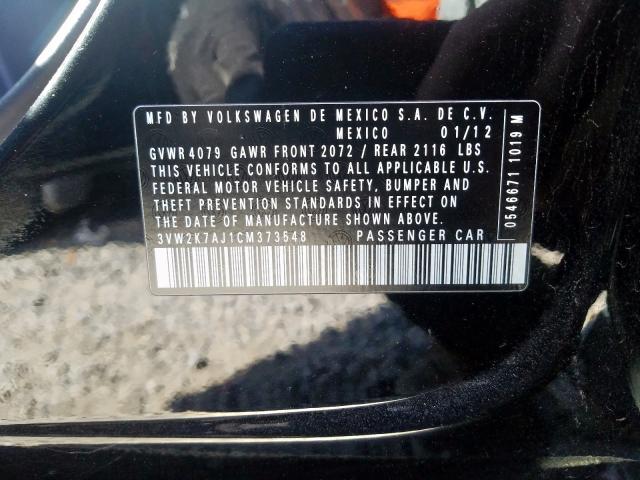 MFD BY VOLKSWAGEN DE MEXICO S.A. DE C.V.
MEXICO 01/12
GVWR 4079 GAWR FRONT 2072 / REAR 2116 LBS
THIS VEHICLE CONFORMS TO ALL APPLICABLE U.S.
FEDERAL MOTOR VEHICLE SAFETY, BUMPER AND
THEFT PREVENTION STANDARDS IN EFFECT ON
THE DATE OF MANUFACTURE SHOWN ABOVE.
3VW2K7AJ1CM373548 PASSENGER CAR
0546671 1019 M